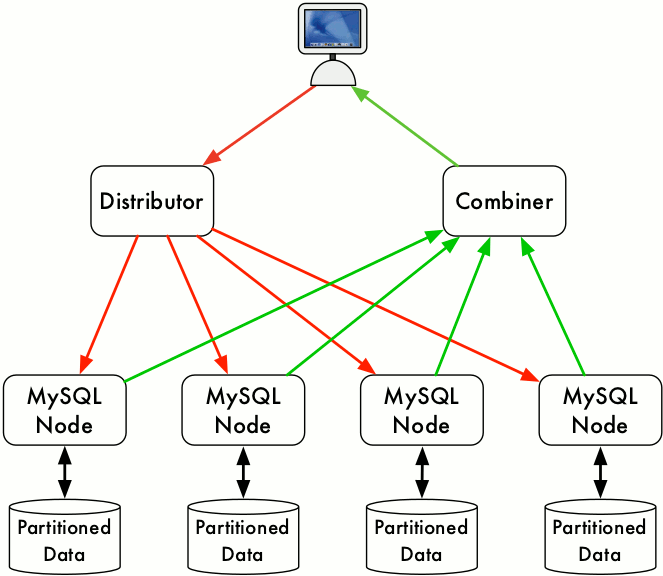 Distributor
Combiner
MySQL
Node
MySQL
Node
MySQL
Node
MySQL
Node
Partitioned
Data
Partitioned
Data
Partitioned
Data
Partitioned
Data